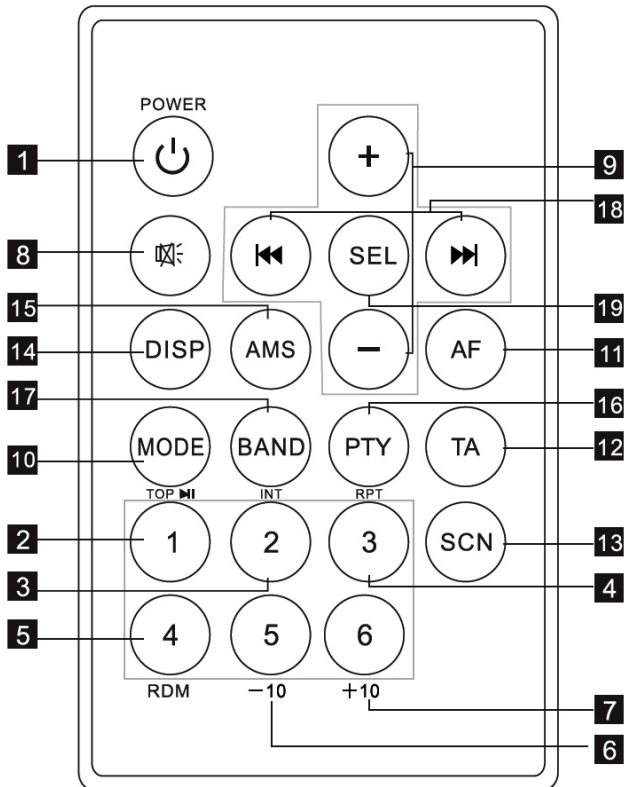 POWER
1
+
9
18
8
SEL
15
19
14
DISP
AMS
−
AF
11
17
16
10
MODE
BAND
PTY
TA
12
TOP
INT
RPT
2
1
2
3
SCN
13
3
4
5
4
5
6
RDM
−10
+10
7
6